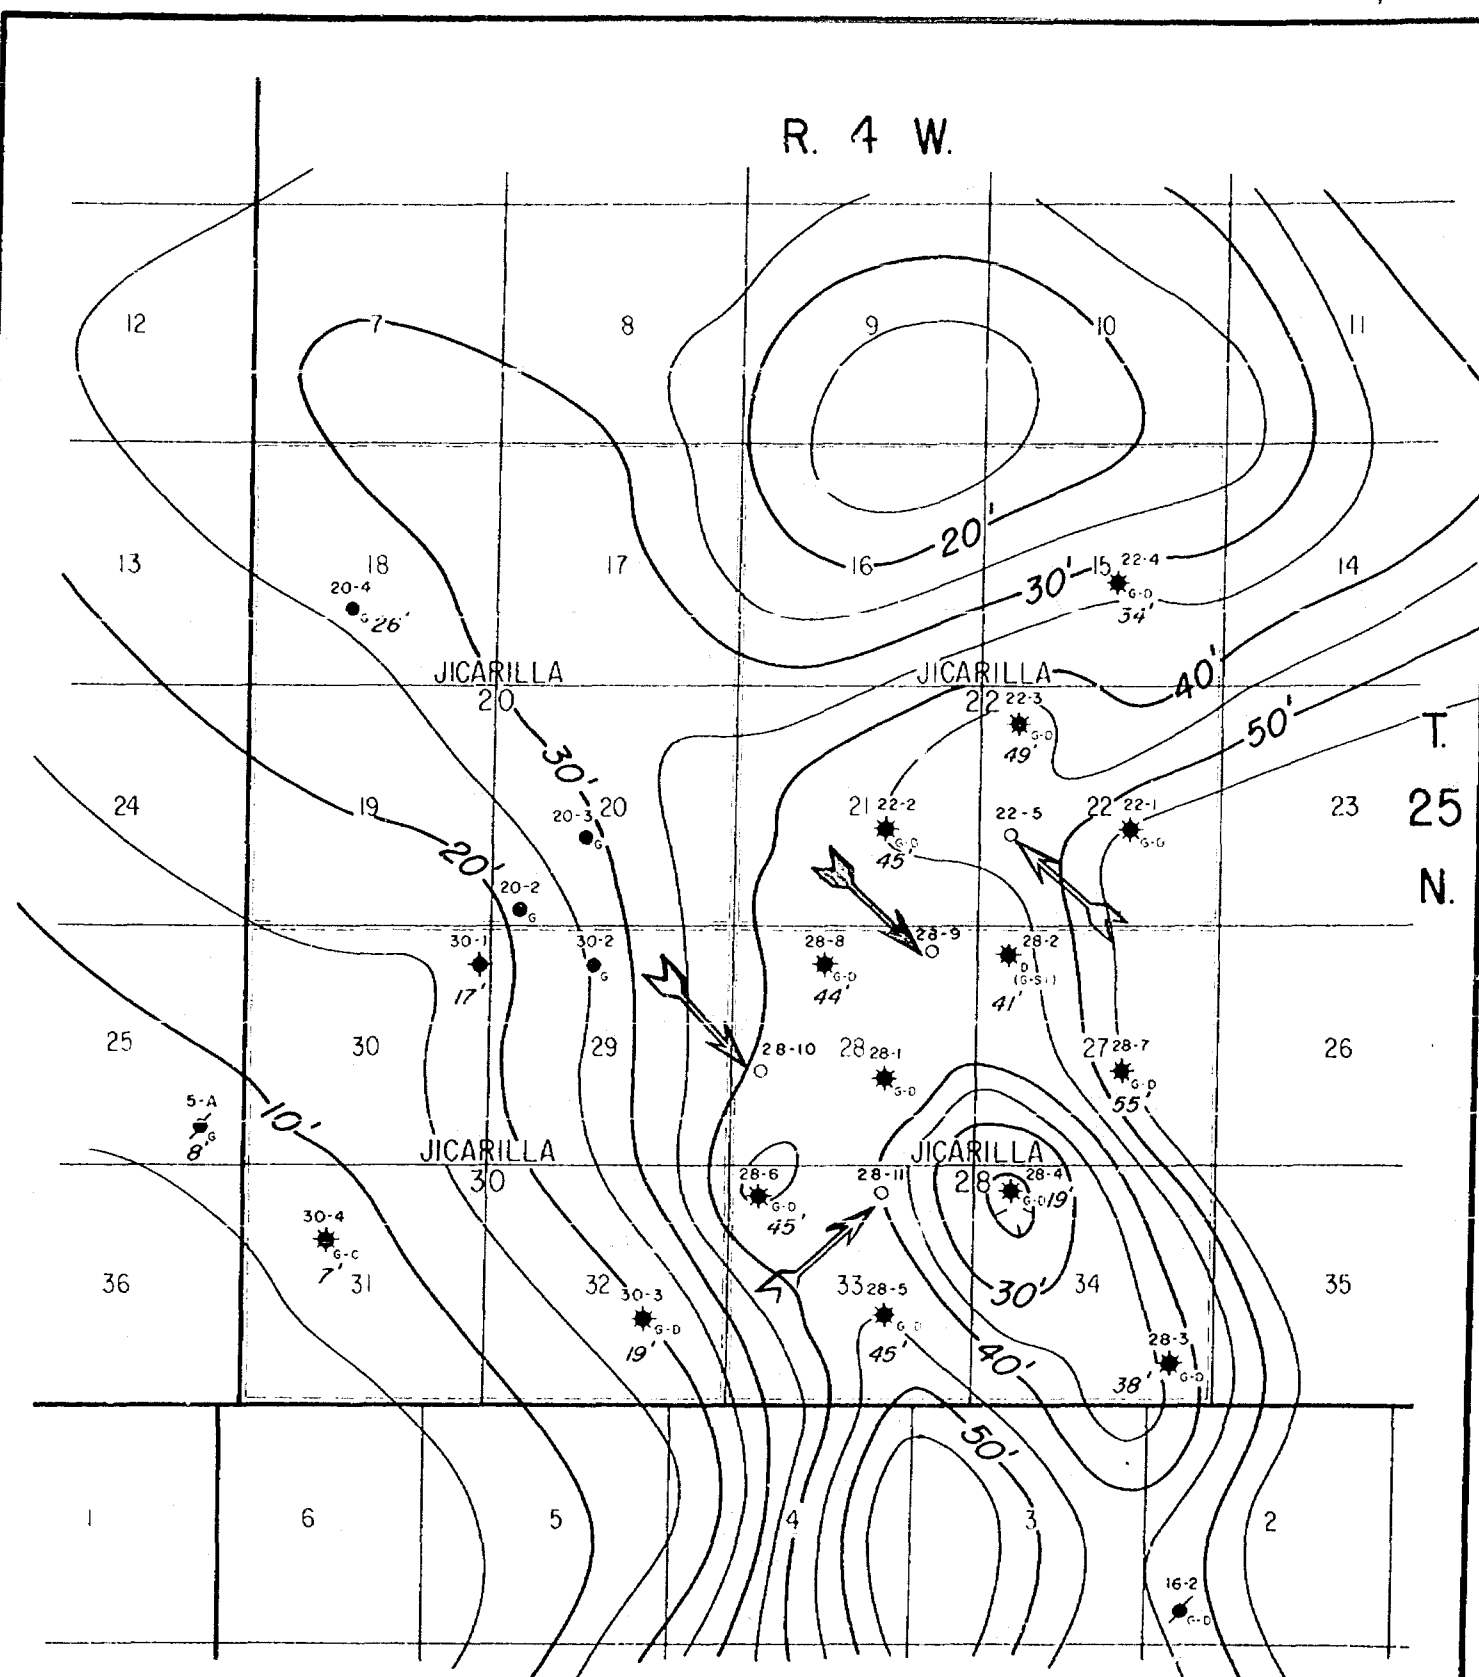 R. 4 W.
12 7 8 9 10 11
20'
13 18 17 16 15 22-4 14
30'
G-D
34'
20-4
G 26'
JICARILLA JICARILLA
20 22 22-3
40'
G-D
49'
50'
T.
30'
24 19 20-3 20 21 22-2 22-5 22 22-1 23 25
G G-D G-G
45'
20'
20-2
G
N.
30-1 30-2 28-8 28-9 28-2
G G-D D
(G-SI)
17' 44' 41'
25 30 29 28-10 28 28-1 27 28-7 26
G-D G-D
55'
10'
5-A
G
8'
JICARILLA JICARILLA
30 28-6 28-11 28 28-4
G-D G-D 19'
45'
30-4
G-C
7'
36 31 32 30-3 33 28-5 30' 34 35
G-D G-D
19' 45' 40' 28-3
G-D
38'
50'
1 6 5 4 3 2
16-2
G-D